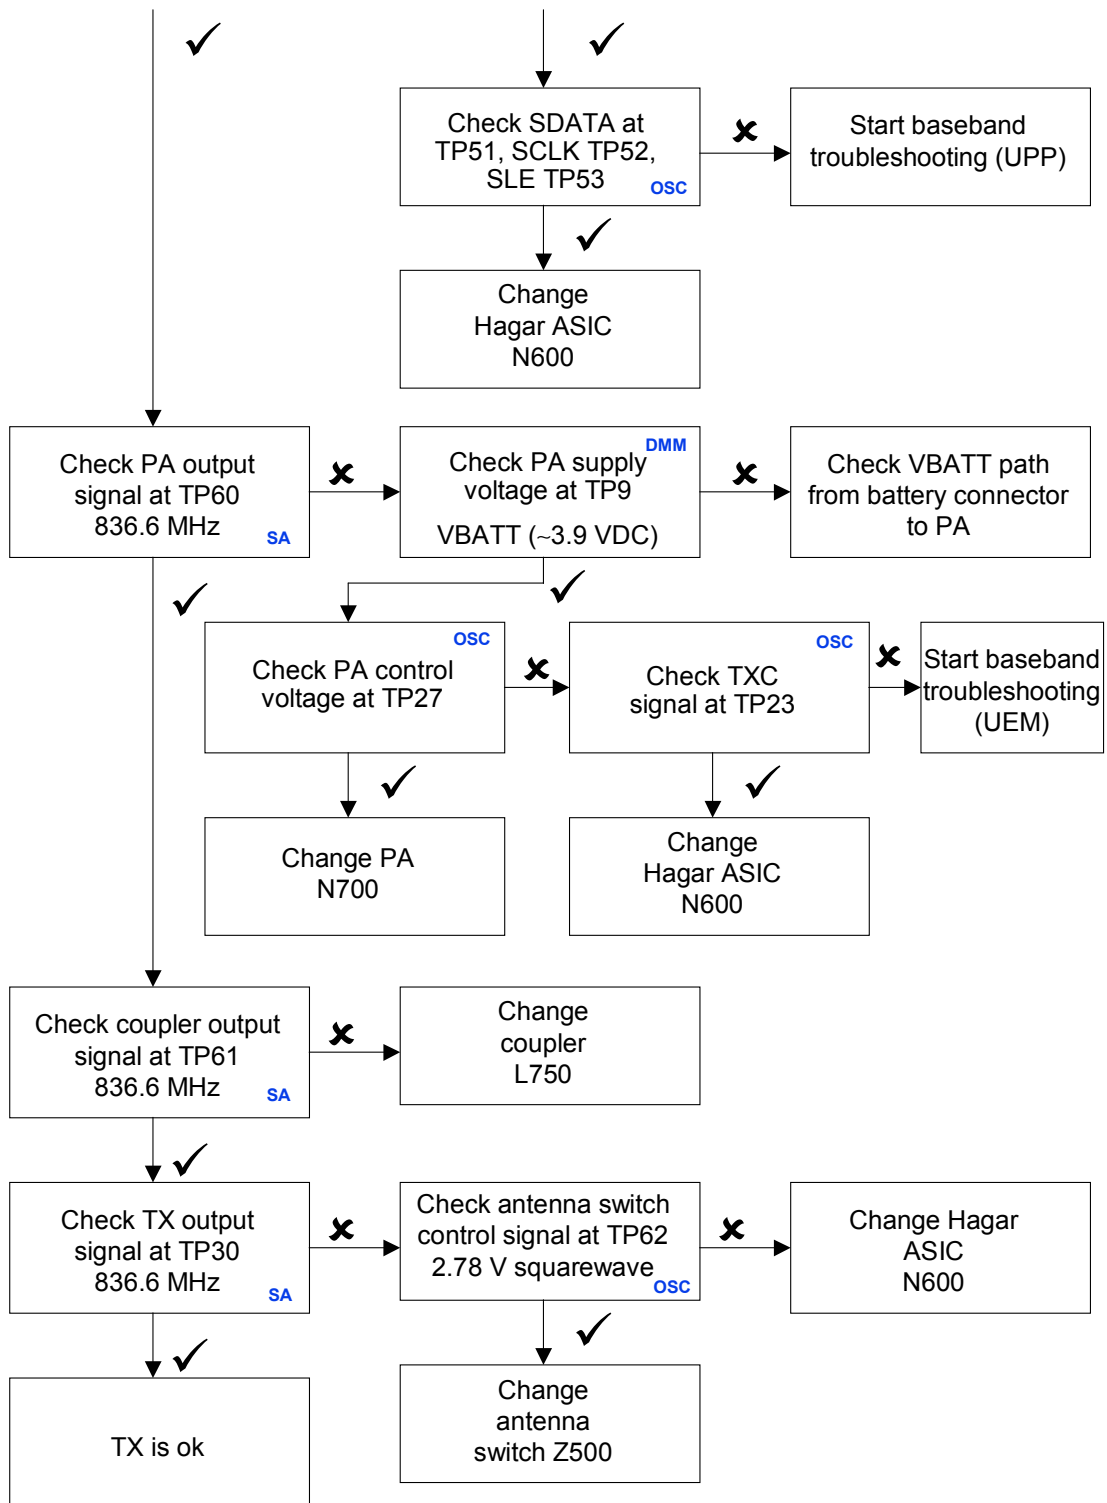 Check SDATA at
TP51, SCLK TP52,
SLE TP53
OSC
Start baseband
troubleshooting (UPP)
Change
Hagar ASIC
N600
Check PA output
signal at TP60
836.6 MHz
SA
DMM
Check PA supply
voltage at TP9
VBATT (~3.9 VDC)
Check VBATT path
from battery connector
to PA
OSC
Check PA control
voltage at TP27
OSC
Check TXC
signal at TP23
Start baseband
troubleshooting
(UEM)
Change PA
N700
Change
Hagar ASIC
N600
Check coupler output
signal at TP61
836.6 MHz
SA
Change
coupler
L750
Check TX output
signal at TP30
836.6 MHz
SA
Check antenna switch
control signal at TP62
2.78 V squarewave
OSC
Change Hagar
ASIC
N600
TX is ok
Change
antenna
switch Z500